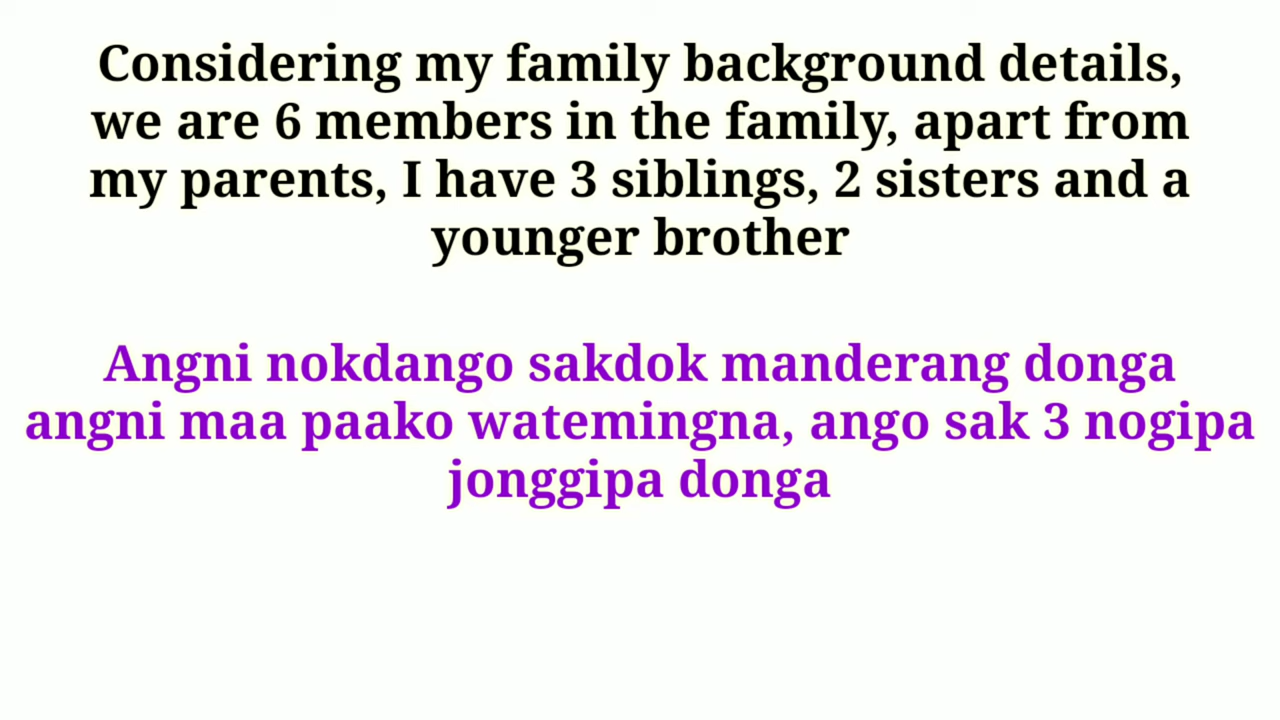 Considering my family background details,
we are 6 members in the family, apart from
my parents, I have 3 siblings, 2 sisters and a
younger brother
Angni nokdango sakdok manderang donga
angni maa paako watemingna, ango sak 3 nogipa
jonggipa donga